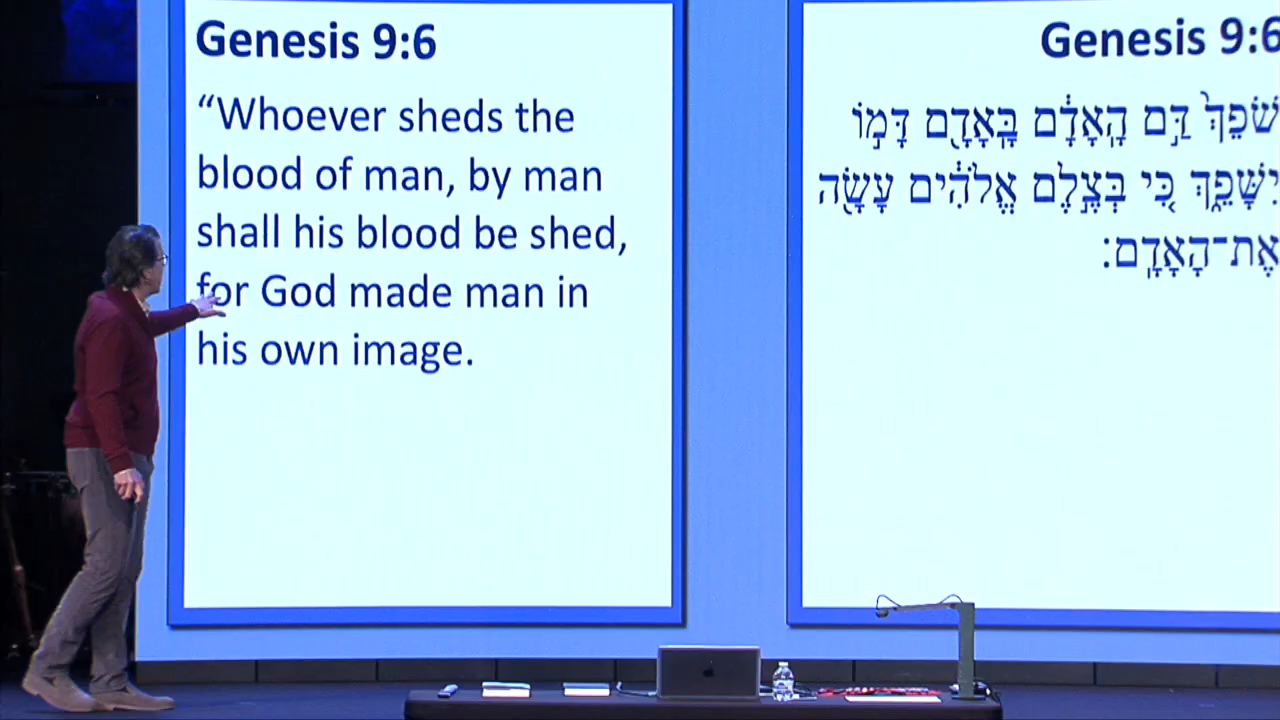 Genesis 9:6
“Whoever sheds the
blood of man, by man
shall his blood be shed,
for God made man in
his own image.
Genesis 9:6
שֹׁפֵךְ֙ דַּ֣ם הָֽאָדָ֔ם בָּֽאָדָ֖ם דָּמ֣וֹ
יִשָּׁפֵ֑ךְ כִּ֚י בְּצֶ֣לֶם אֱלֹהִ֔ים עָשָׂ֖ה
אֶת־הָאָדָֽם׃